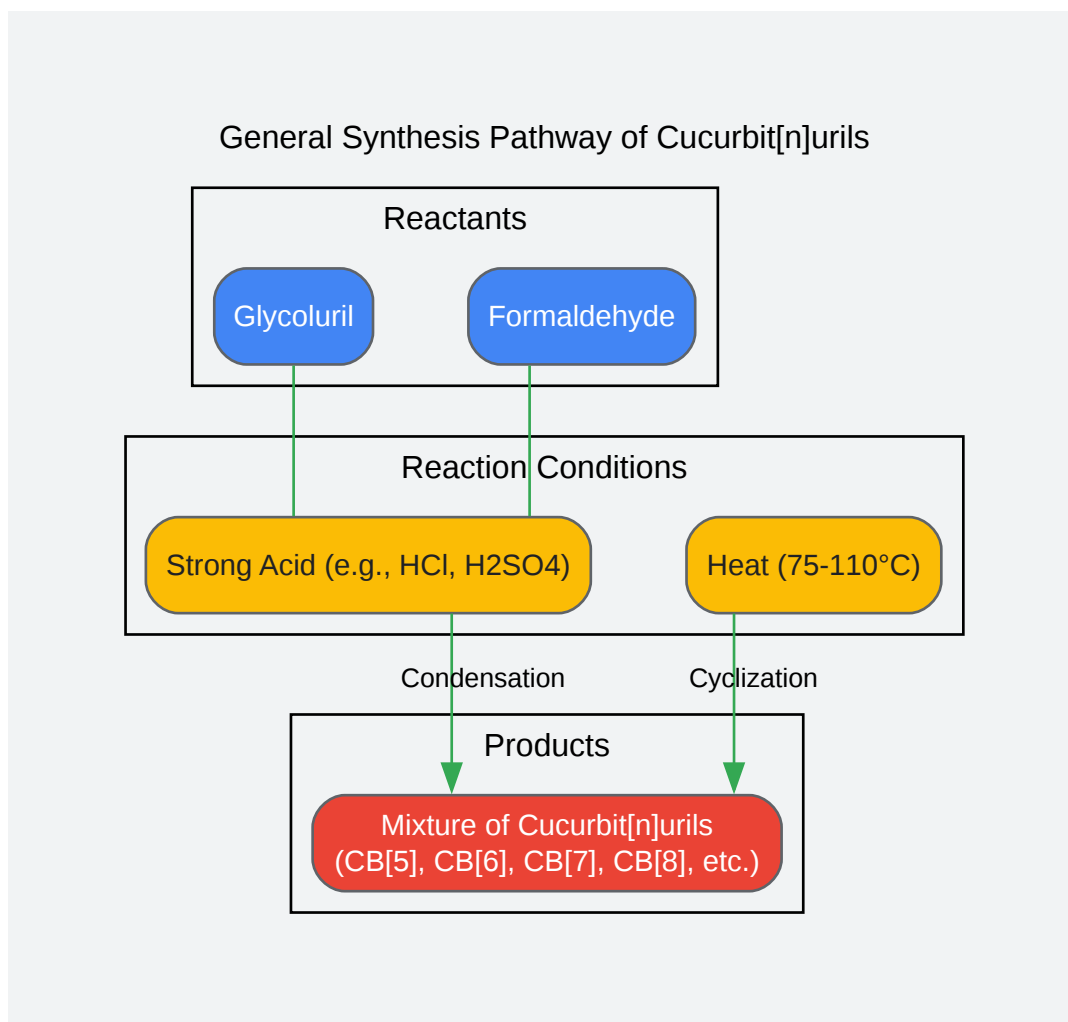 General Synthesis Pathway of Cucurbit[n]urils
Reactants
Glycoluril
Formaldehyde
Reaction Conditions
Strong Acid (e.g., HCl, H2SO4)
Heat (75-110°C)
Condensation
Cyclization
Products
Mixture of Cucurbit[n]urils
(CB[5], CB[6], CB[7], CB[8], etc.)